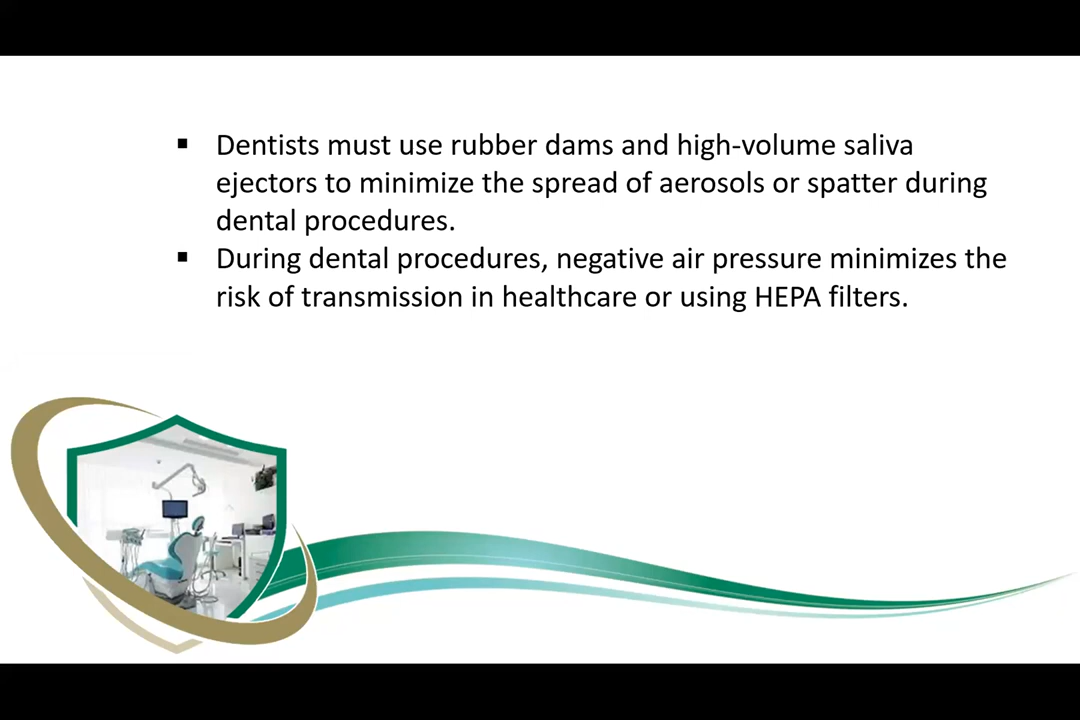 ▪ Dentists must use rubber dams and high-volume saliva
ejectors to minimize the spread of aerosols or spatter during
dental procedures.
▪ During dental procedures, negative air pressure minimizes the
risk of transmission in healthcare or using HEPA filters.